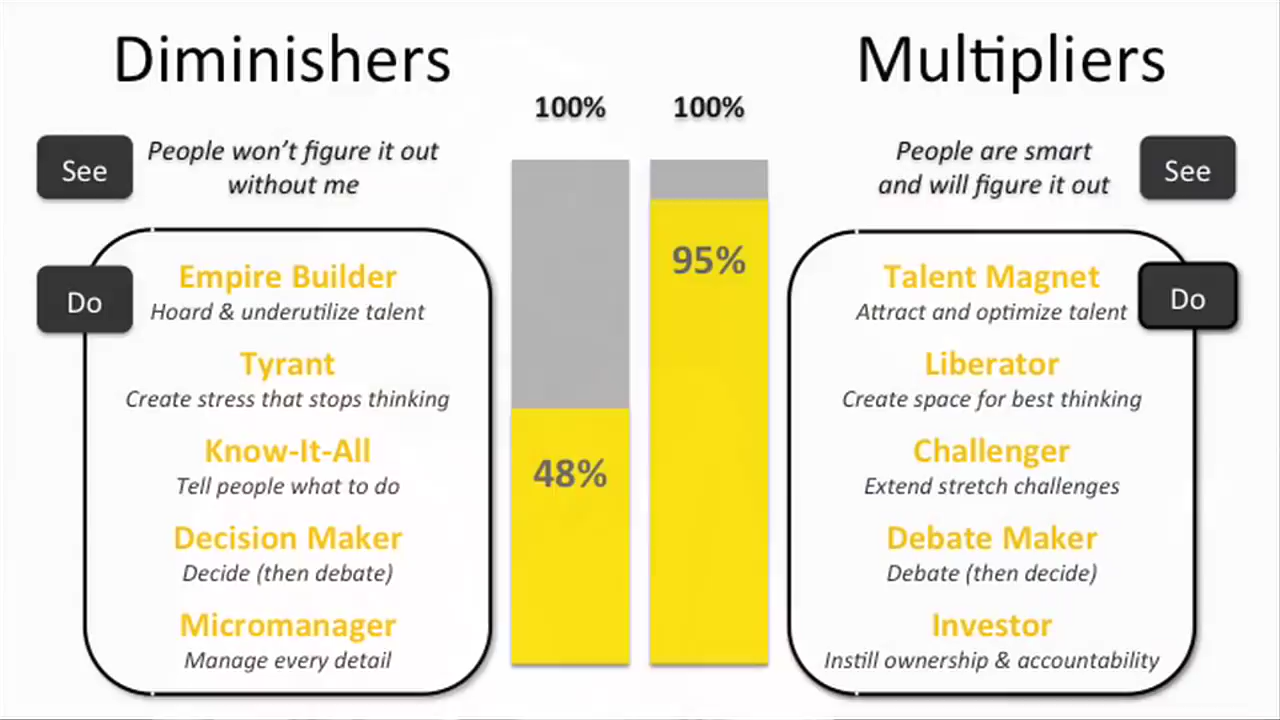 Diminishers
Multipliers
100%
100%
See
People won't figure it out
without me
People are smart
and will figure it out
See
Do
Empire Builder
Hoard & underutilize talent
Tyrant
Create stress that stops thinking
Know-It-All
Tell people what to do
Decision Maker
Decide (then debate)
Micromanager
Manage every detail
48%
95%
Talent Magnet
Attract and optimize talent
Do
Liberator
Create space for best thinking
Challenger
Extend stretch challenges
Debate Maker
Debate (then decide)
Investor
Instill ownership & accountability